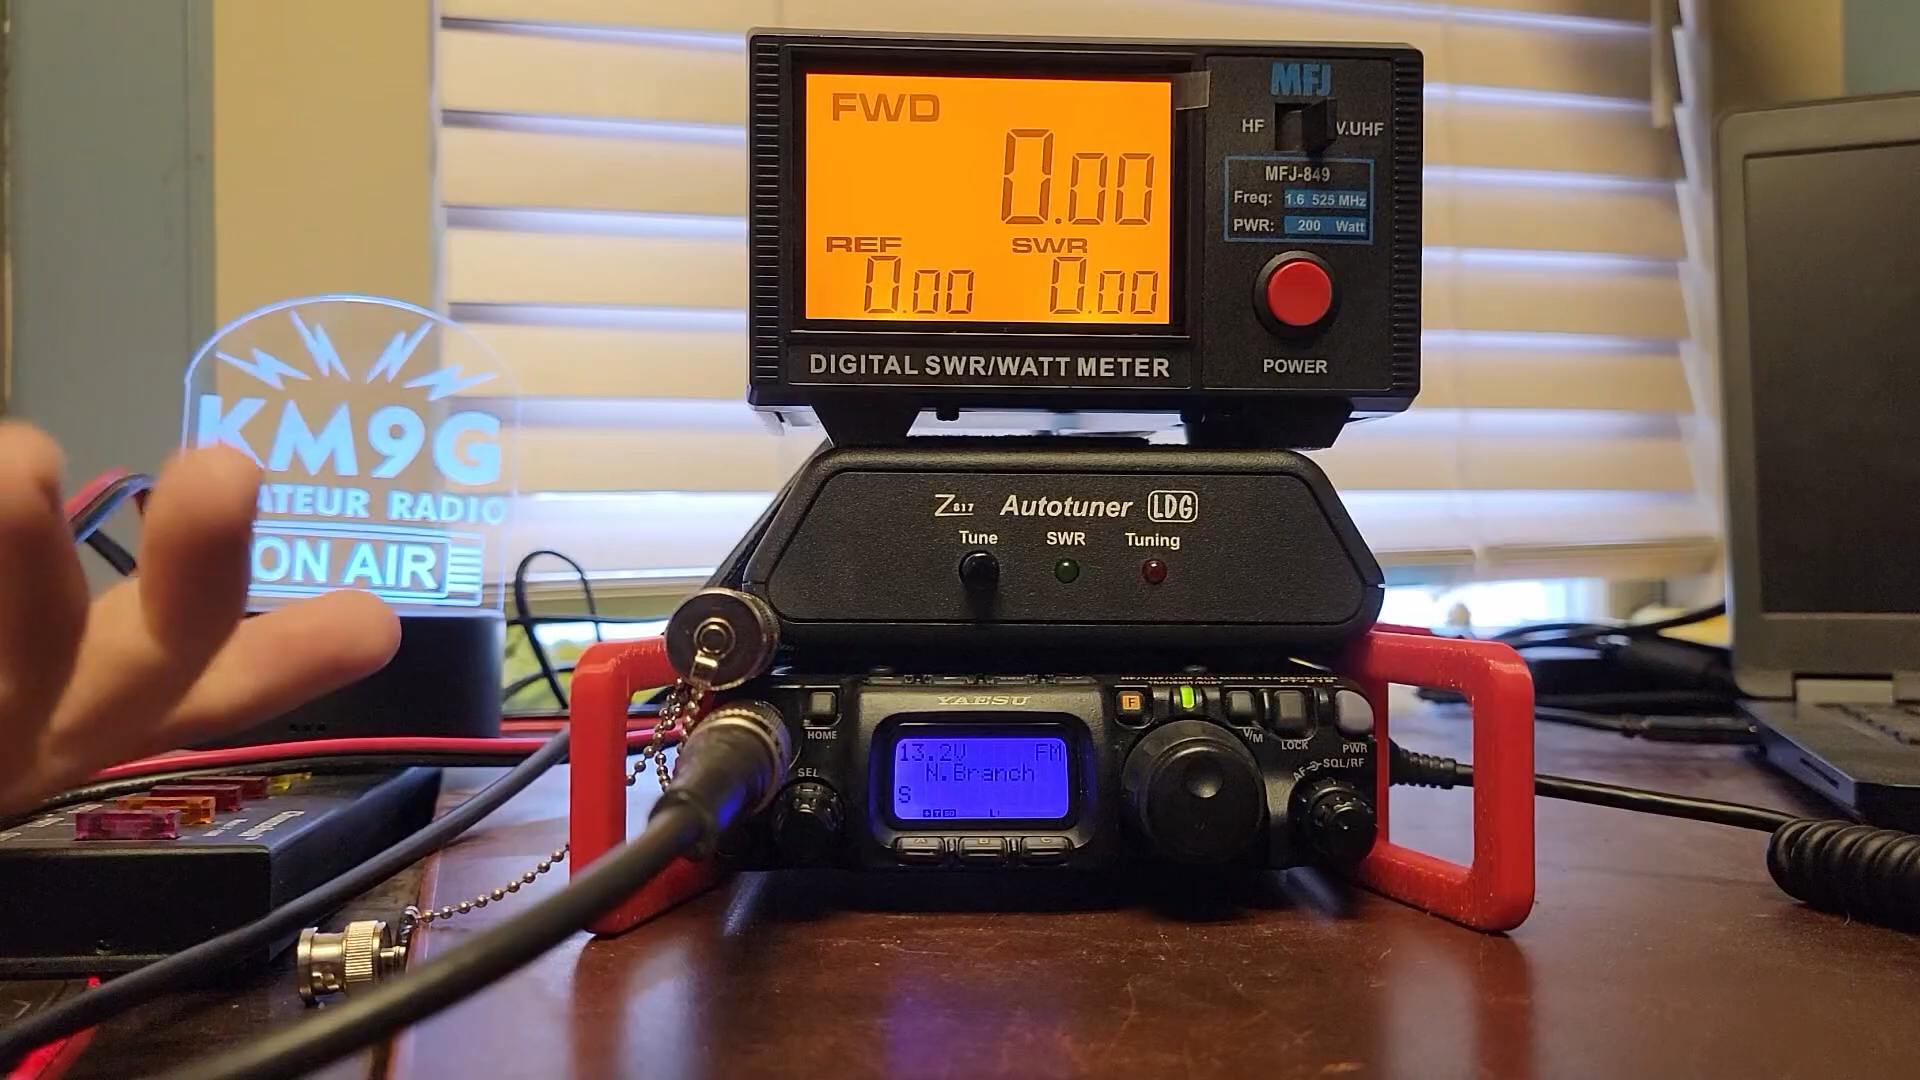 FWD
0.00
REF
0.00
SWR
0.00
DIGITAL SWR/WATT METER
MFJ
HF
V.UHF
MFJ-849
Freq: 1.6 525 MHz
PWR: 200 Watt
POWER
KM9G
ATEUR RADIO
ON AIR
Z817 Autotuner LDG
Tune
SWR
Tuning
YAESU
HOME
SEL
13.2V FM
N.Branch
S
A
B
C
F
V/M
LOCK
PWR
AF
SQL/RF